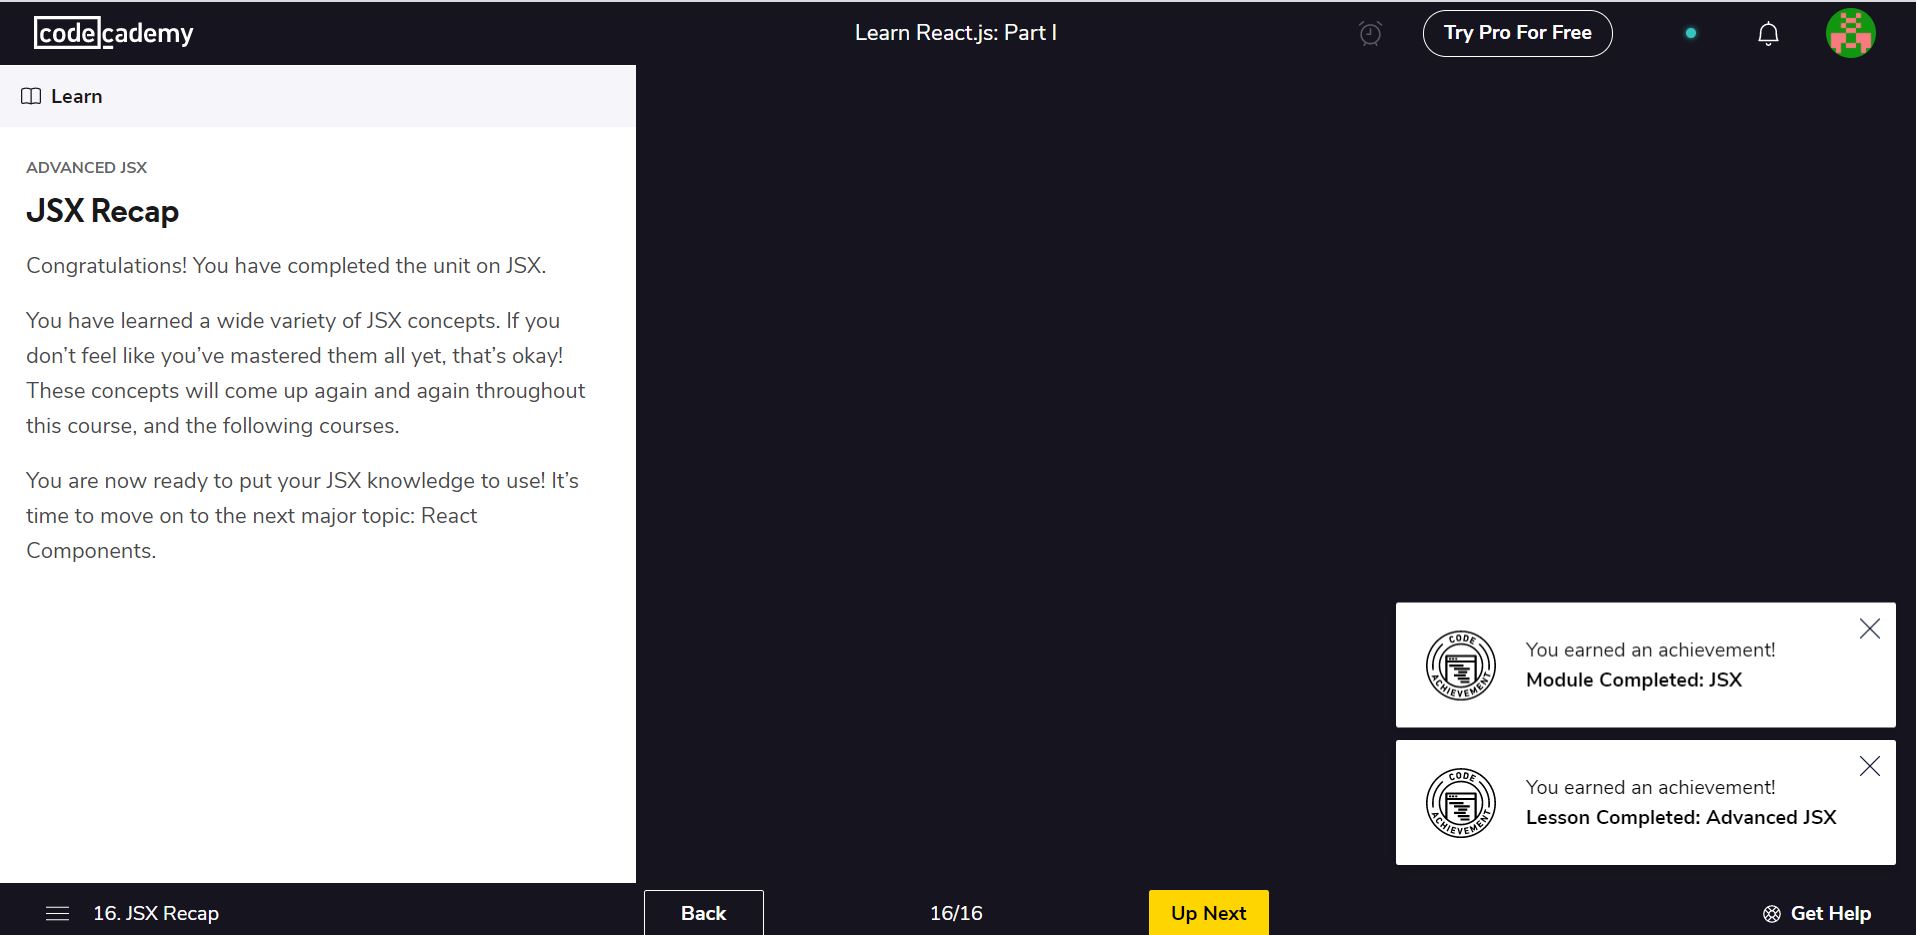 codecademy
Learn React.js: Part I
Try Pro For Free
Learn
ADVANCED JSX
JSX Recap
Congratulations! You have completed the unit on JSX.
You have learned a wide variety of JSX concepts. If you
don’t feel like you’ve mastered them all yet, that’s okay!
These concepts will come up again and again throughout
this course, and the following courses.
You are now ready to put your JSX knowledge to use! It’s
time to move on to the next major topic: React
Components.
CODE
ACHIEVEMENT
You earned an achievement!
Module Completed: JSX
CODE
ACHIEVEMENT
You earned an achievement!
Lesson Completed: Advanced JSX
16. JSX Recap
Back
16/16
Up Next
Get Help